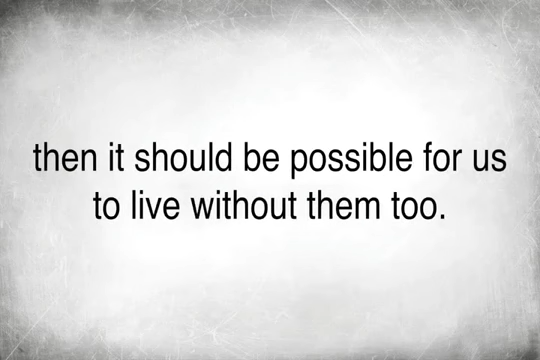 then it should be possible for us
to live without them too.